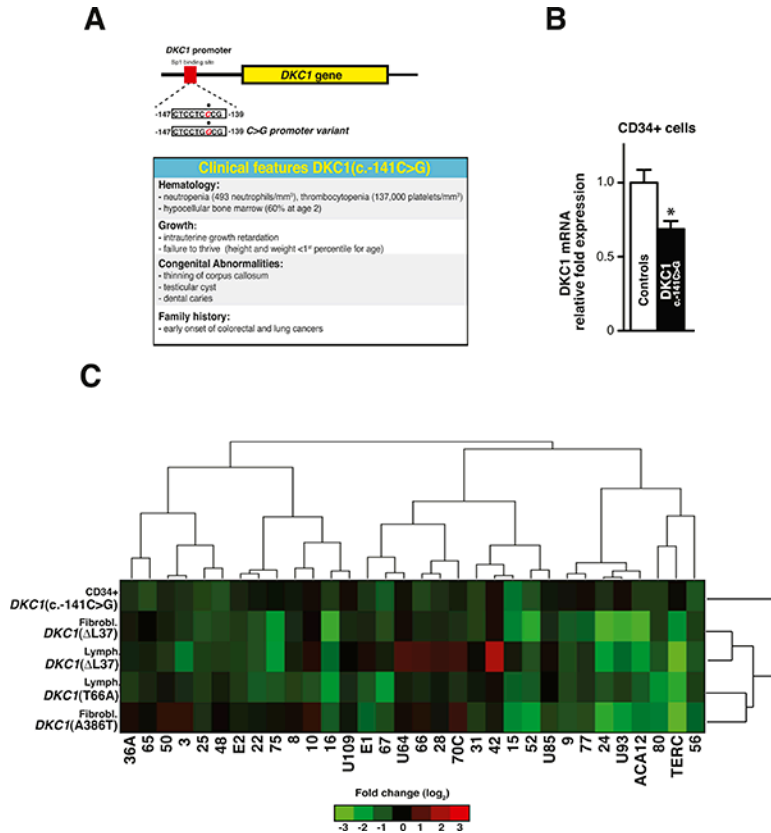 A
DKC1 promoter
Sp1 binding site
DKC1 gene
-147 CTCCTCCCG -139
-147 CTCCTGGCG -139 C>G promoter variant
Clinical features DKC1(c.-141C>G)
Hematology:
- neutropenia (493 neutrophils/mm³), thrombocytopenia (137,000 platelets/mm³)
- hypocellular bone marrow (60% at age 2)
Growth:
- intrauterine growth retardation
- failure to thrive (height and weight <1st percentile for age)
Congenital Abnormalities:
- thinning of corpus callosum
- testicular cyst
- dental caries
Family history:
- early onset of colorectal and lung cancers
B
CD34+ cells
DKC1 mRNA
relative fold expression
1.0
0.5
0
*
Controls
DKC1
c.-141C>G
C
CD34+
DKC1(c.-141C>G)
Fibrobl.
DKC1(ΔL37)
Lymph.
DKC1(ΔL37)
Lymph.
DKC1(T66A)
Fibrobl.
DKC1(A386T)
36A 65 50 3 25 48 E2 22 75 8 10 16 U109 E1 67 U64 66 28 70C 31 42 15 52 U85 9 77 24 U93 ACA12 80 TERC 56
Fold change (log₂)
-3 -2 -1 0 1 2 3